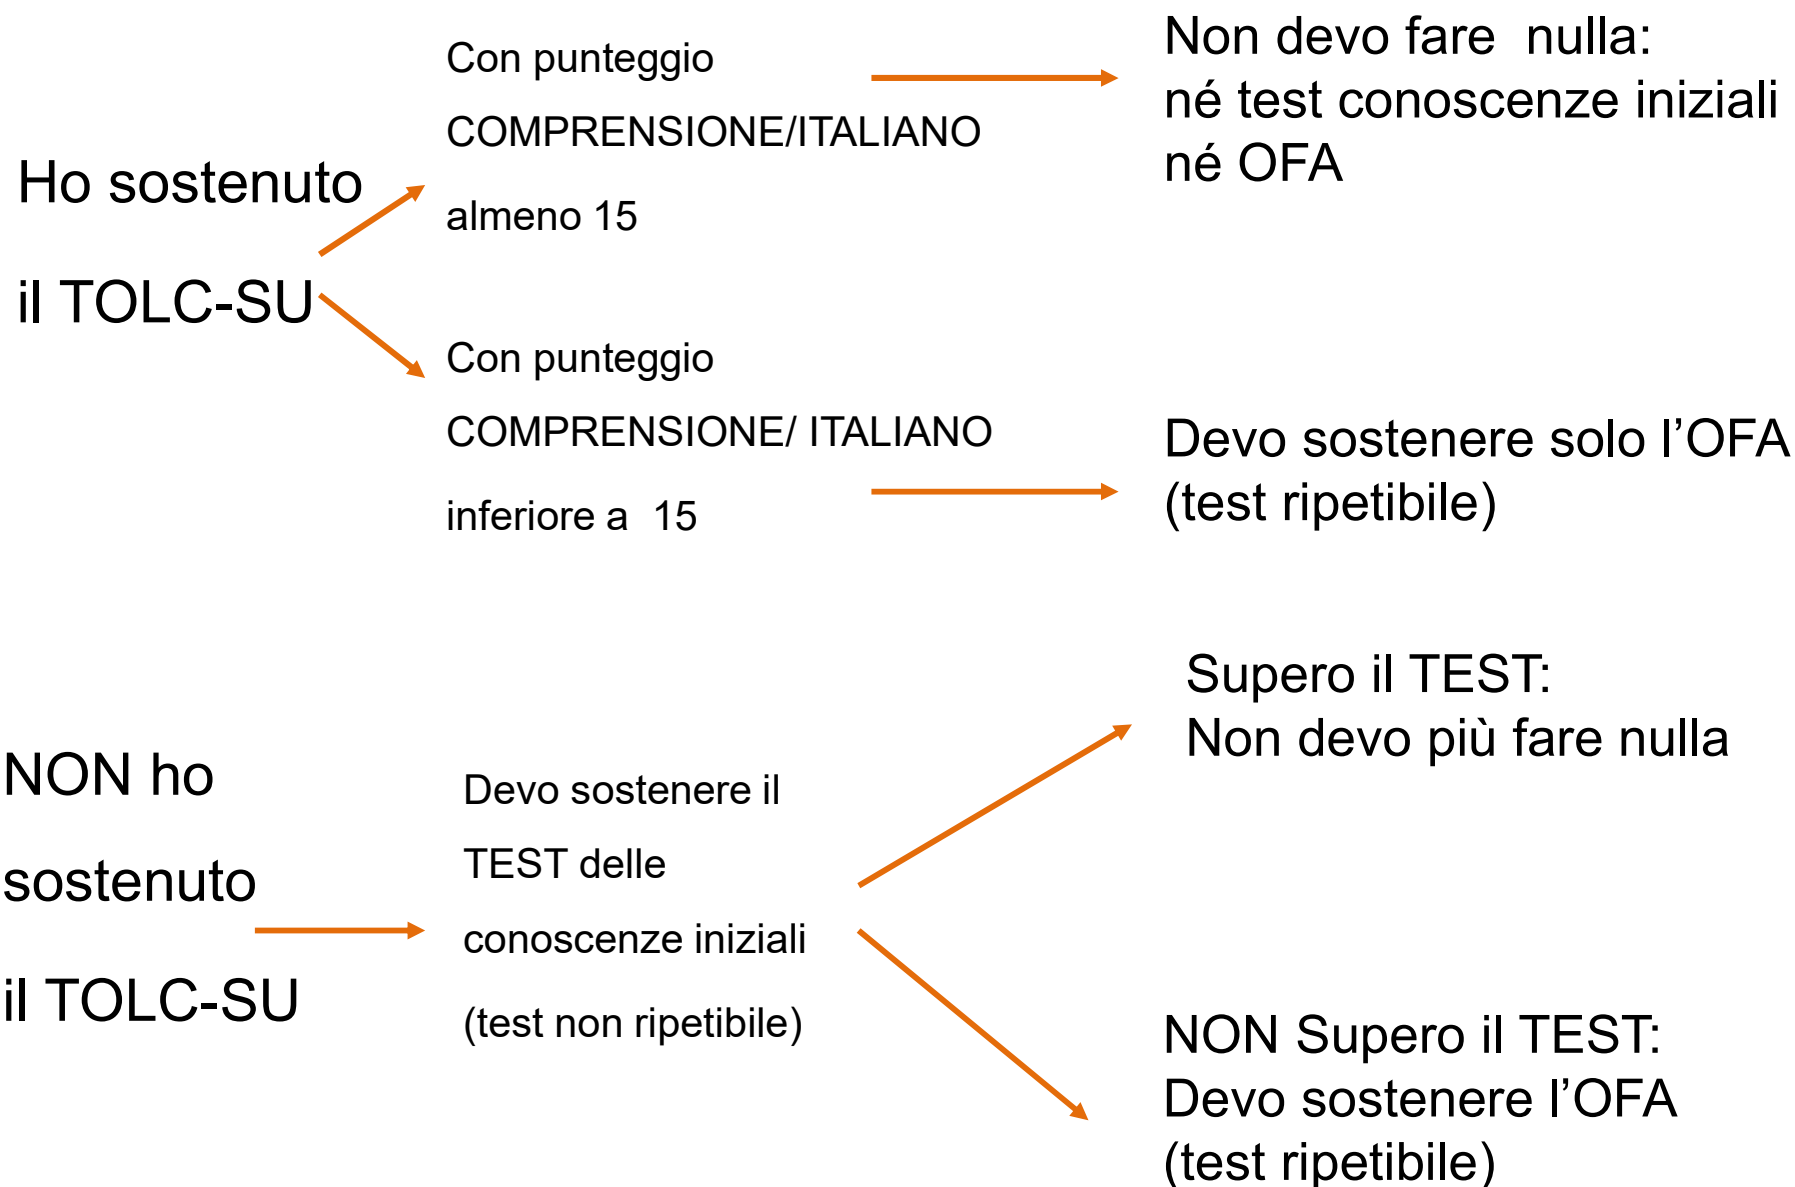 Ho sostenuto
il TOLC-SU
Con punteggio
COMPRENSIONE/ITALIANO
almeno 15
Non devo fare  nulla:
né test conoscenze iniziali
né OFA
Con punteggio
COMPRENSIONE/ ITALIANO
inferiore a  15
Devo sostenere solo l’OFA
(test ripetibile)
NON ho
sostenuto
il TOLC-SU
Devo sostenere il
TEST delle
conoscenze iniziali
(test non ripetibile)
Supero il TEST:
Non devo più fare nulla
NON Supero il TEST:
Devo sostenere l’OFA
(test ripetibile)